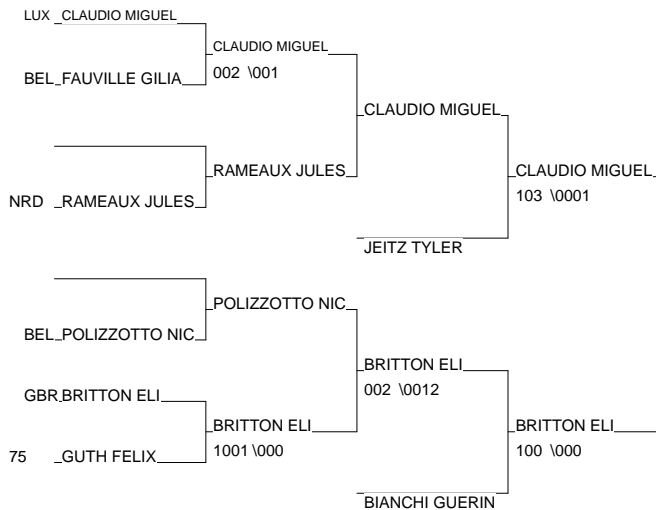 LUX CLAUDIO MIGUEL
CLAUDIO MIGUEL
002 \001
BEL FAUVILLE GILIA
CLAUDIO MIGUEL
RAMEAUX JULES
CLAUDIO MIGUEL
103 \0001
NRD RAMEAUX JULES
JEITZ TYLER
POLIZZOTTO NIC
BEL POLIZZOTTO NIC
BRITTON ELI
002 \0012
GBR BRITTON ELI
BRITTON ELI
1001 \000
BRITTON ELI
100 \000
75 GUTH FELIX
BIANCHI GUERIN